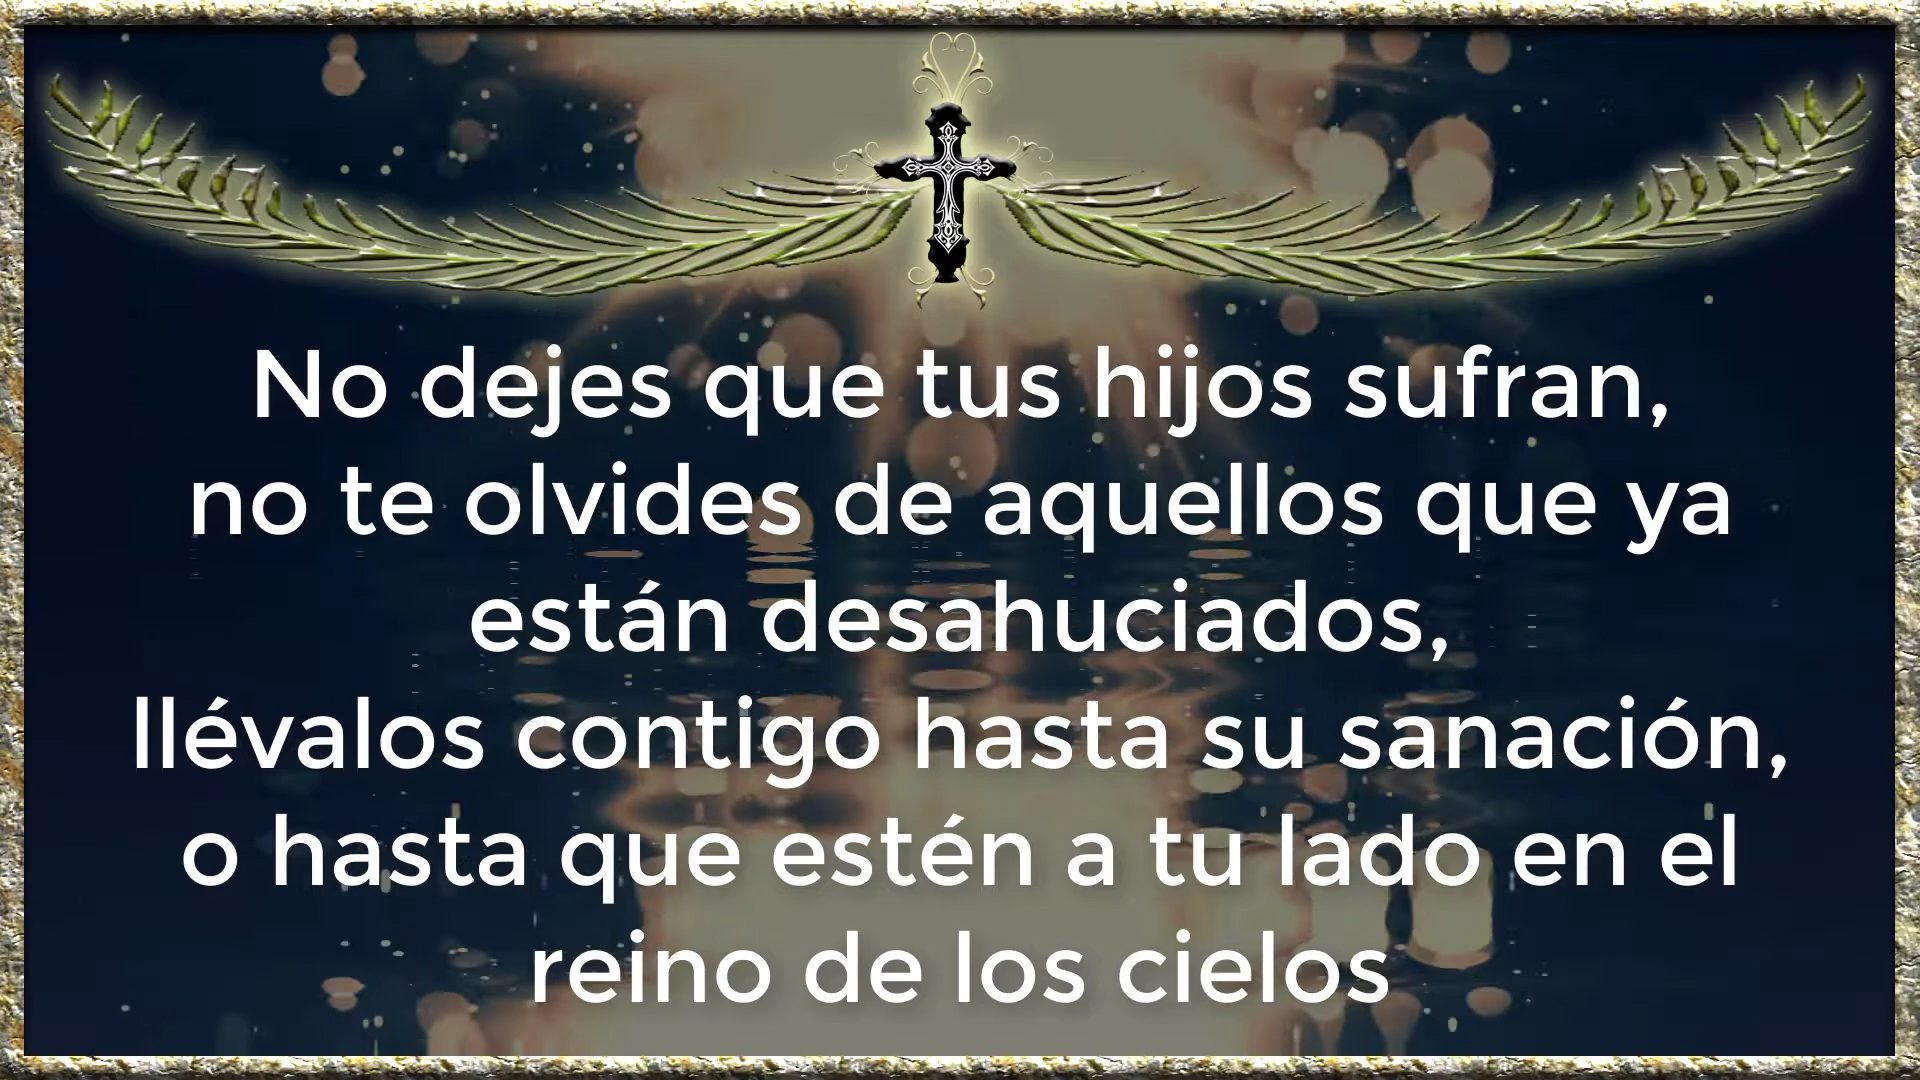 No dejes que tus hijos sufran,
no te olvides de aquellos que ya
están desahuciados,
llévalos contigo hasta su sanación,
o hasta que estén a tu lado en el
reino de los cielos